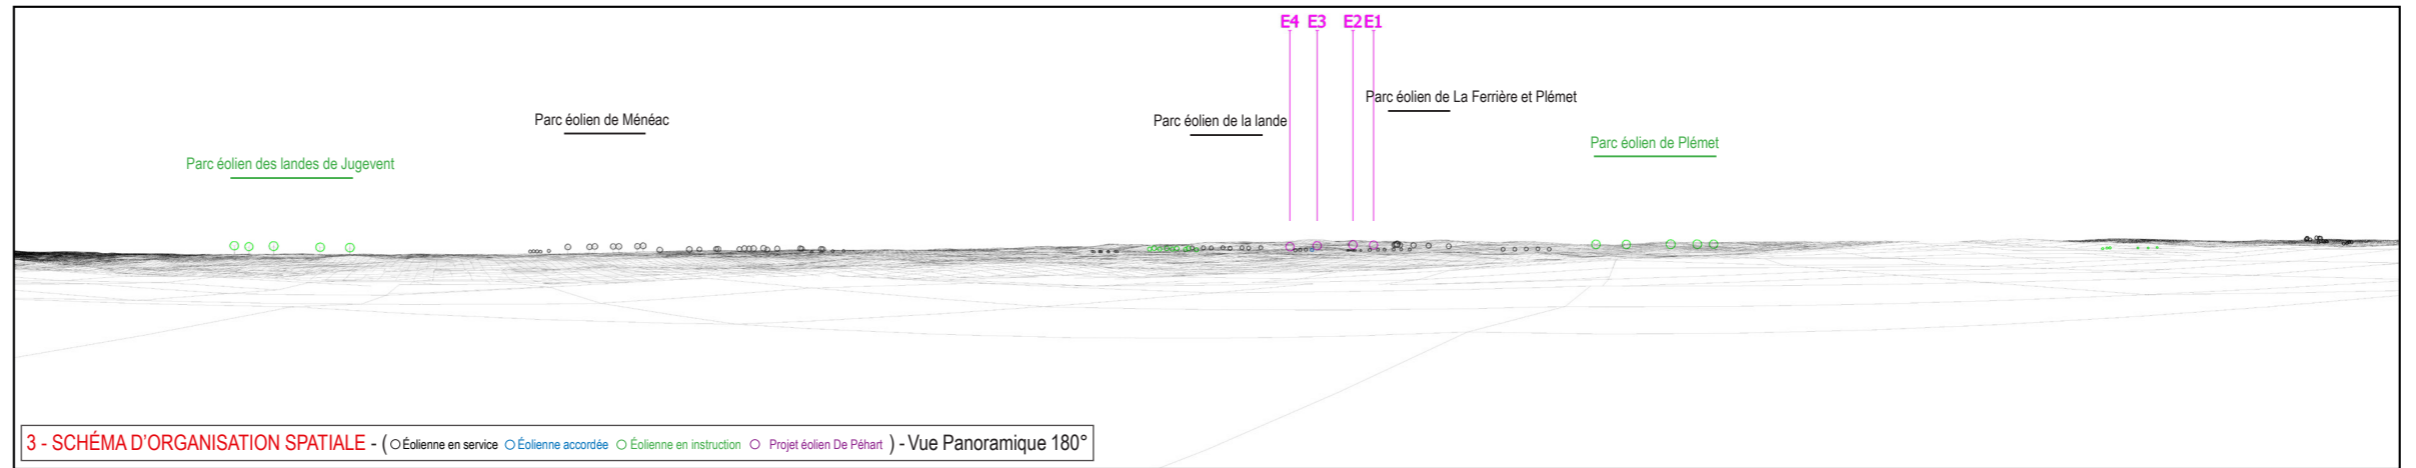 E4 E3 E2 E1
Parc éolien de La Ferrière et Plémet
Parc éolien de Ménéac
Parc éolien de la lande
Parc éolien de Plémet
Parc éolien des landes de Jugevent
3 - SCHÉMA D'ORGANISATION SPATIALE - ( Éolienne en service Éolienne accordée Éolienne en instruction Projet éolien De Péhart ) - Vue Panoramique 180°